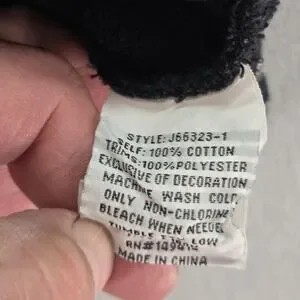 STYLE: J66323-1
SELF: 100% COTTON
TRIMS: 100% POLYESTER
EXCLUSIVE OF DECORATION
MACHINE WASH COLD
ONLY NON-CHLORINE
BLEACH WHEN NEEDED
TUMBLE DRY LOW
MADE IN CHINA